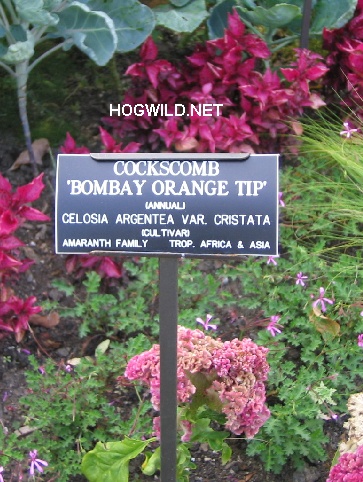 HOGWILD.NET
COCKSCOMB
'BOMBAY ORANGE TIP'
(ANNUAL)
CELOSIA ARGENTEA VAR. CRISTATA
(CULTIVAR)
AMARANTH FAMILY TROP. AFRICA & ASIA